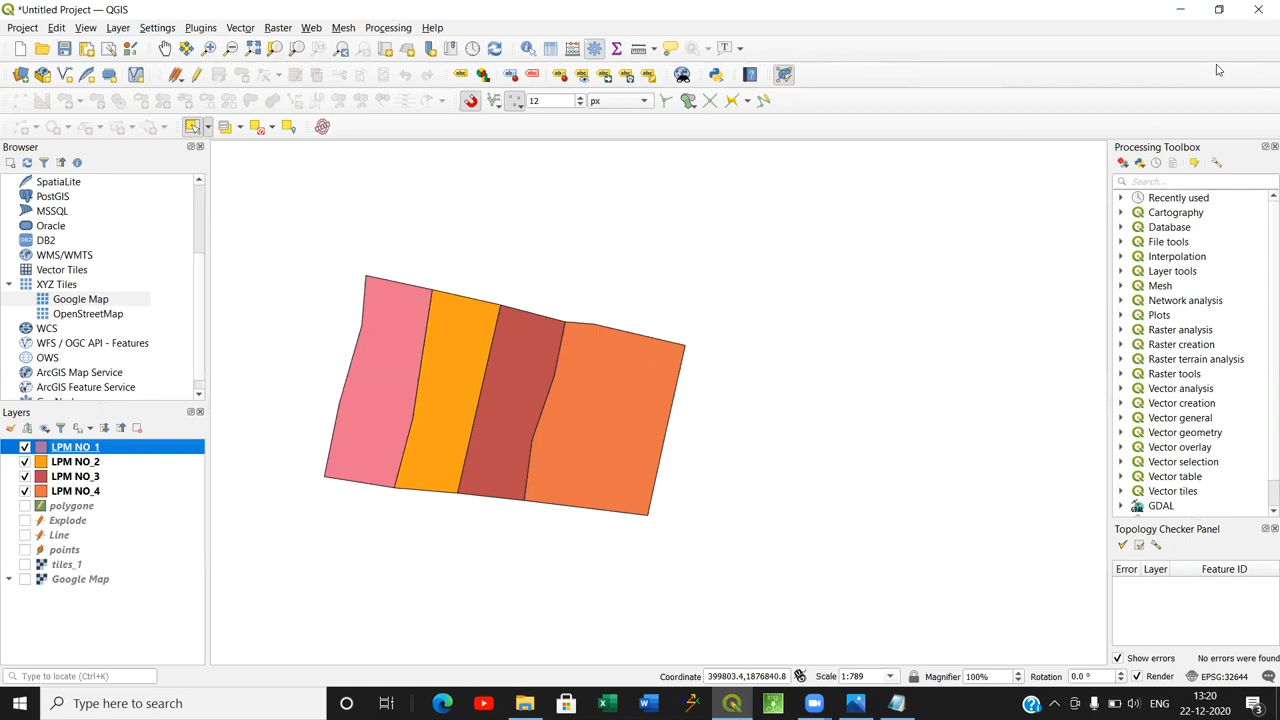 *Untitled Project — QGIS
Project Edit View Layer Settings Plugins Vector Raster Web Mesh Processing Help
12 px
Browser
SpatiaLite
PostGIS
MSSQL
Oracle
DB2
WMS/WMTS
Vector Tiles
XYZ Tiles
Google Map
OpenStreetMap
WCS
WFS / OGC API - Features
OWS
ArcGIS Map Service
ArcGIS Feature Service
Layers
LPM NO_1
LPM NO_2
LPM NO_3
LPM NO_4
polygone
Explode
Line
points
tiles_1
Google Map
Processing Toolbox
Search...
Recently used
Cartography
Database
File tools
Interpolation
Layer tools
Mesh
Network analysis
Plots
Raster analysis
Raster creation
Raster terrain analysis
Raster tools
Vector analysis
Vector creation
Vector general
Vector geometry
Vector overlay
Vector selection
Vector table
Vector tiles
GDAL
Topology Checker Panel
Error Layer Feature ID
Show errors No errors were found
Type to locate (Ctrl+K) Coordinate 399803.4,1876840.8 Scale 1:789 Magnifier 100% Rotation 0.0 ° Render EPSG:32644
Type here to search ENG 13:20
22-12-2020 3